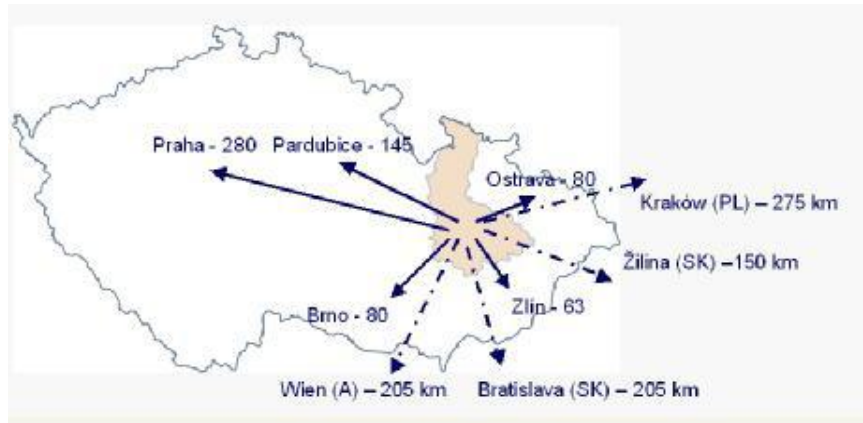 Praha - 280
Pardubice - 145
Ostrava - 80
Kraków (PL) – 275 km
Žilina (SK) –150 km
Zlín - 63
Brno - 80
Wien (A) – 205 km
Bratislava (SK) – 205 km